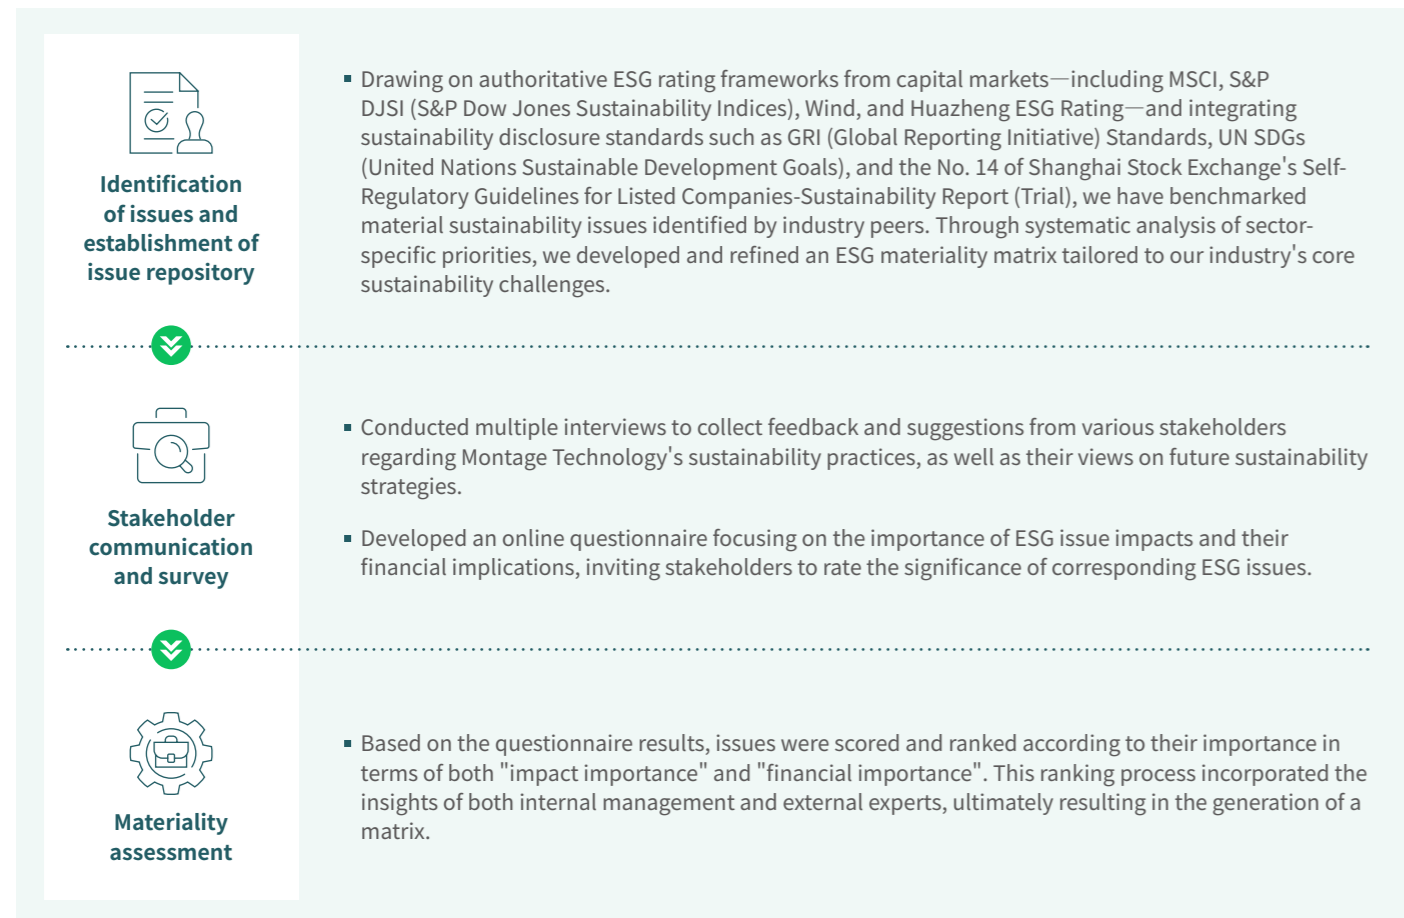 Identification
of issues and
establishment of
issue repository
▪ Drawing on authoritative ESG rating frameworks from capital markets—including MSCI, S&P
DJSI (S&P Dow Jones Sustainability Indices), Wind, and Huazheng ESG Rating—and integrating
sustainability disclosure standards such as GRI (Global Reporting Initiative) Standards, UN SDGs
(United Nations Sustainable Development Goals), and the No. 14 of Shanghai Stock Exchange's Self-
Regulatory Guidelines for Listed Companies-Sustainability Report (Trial), we have benchmarked
material sustainability issues identified by industry peers. Through systematic analysis of sector-
specific priorities, we developed and refined an ESG materiality matrix tailored to our industry's core
sustainability challenges.
Stakeholder
communication
and survey
▪ Conducted multiple interviews to collect feedback and suggestions from various stakeholders
regarding Montage Technology's sustainability practices, as well as their views on future sustainability
strategies.
▪ Developed an online questionnaire focusing on the importance of ESG issue impacts and their
financial implications, inviting stakeholders to rate the significance of corresponding ESG issues.
Materiality
assessment
▪ Based on the questionnaire results, issues were scored and ranked according to their importance in
terms of both "impact importance" and "financial importance". This ranking process incorporated the
insights of both internal management and external experts, ultimately resulting in the generation of a
matrix.